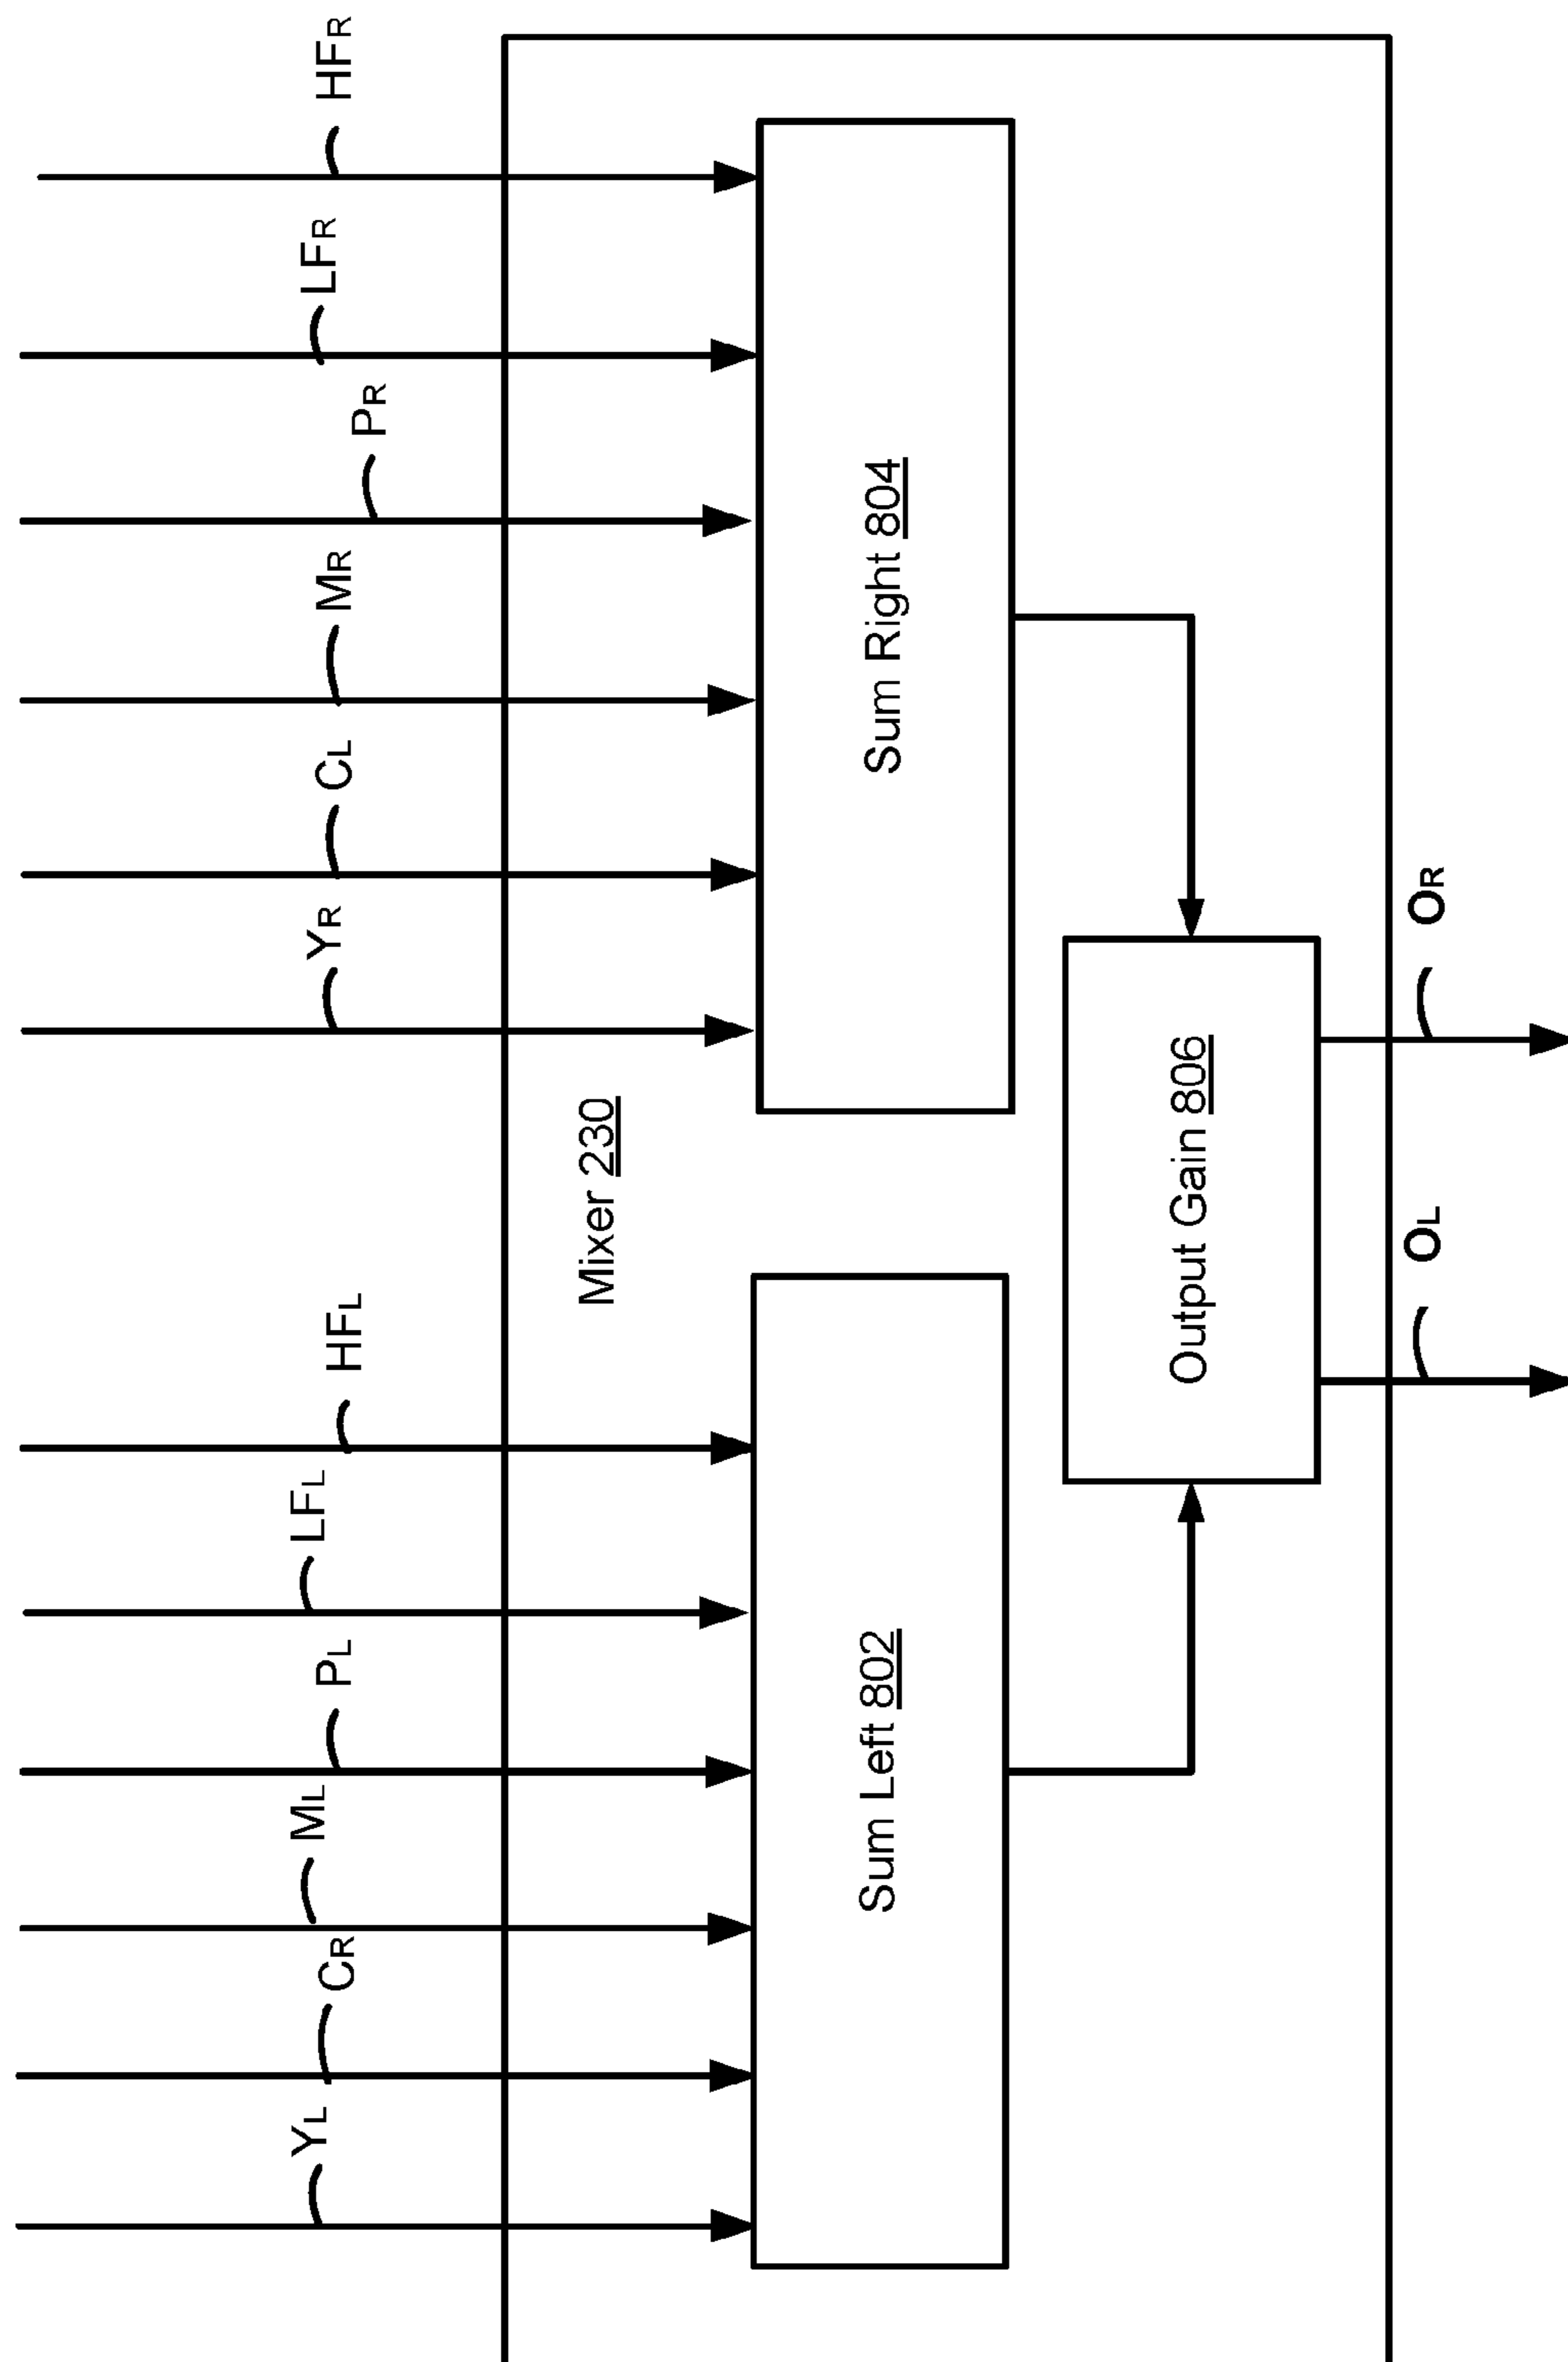 YL
CR
ML
PL
LFL
HFL
YR
CL
MR
PR
LFR
HFR
Mixer 230
Sum Left 802
Sum Right 804
Output Gain 806
OL
OR